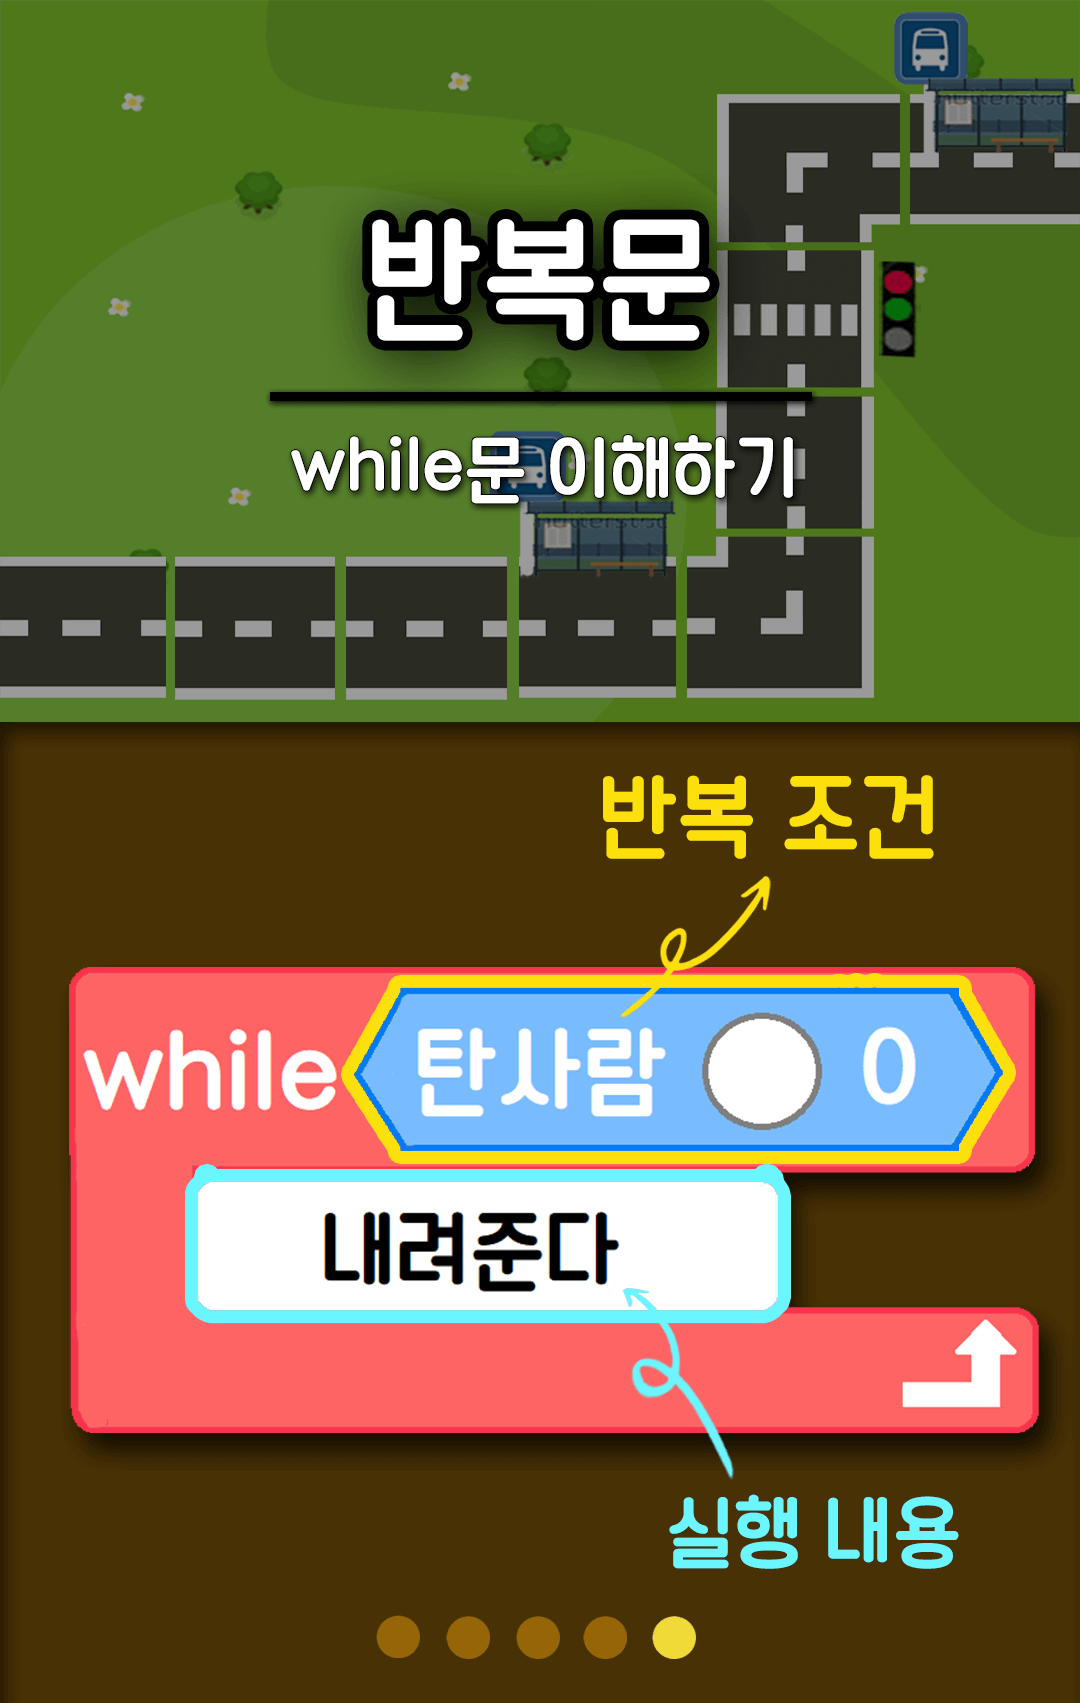 반복문
while문 이해하기
반복 조건
while 탄사람 0
내려준다
실행 내용